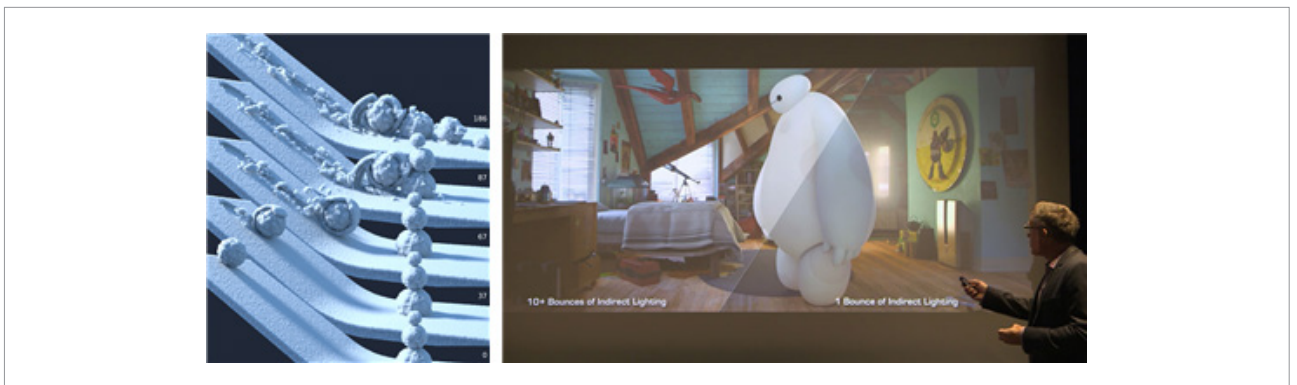 186
87
67
37
0
10+ Bounces of Indirect Lighting
1 Bounce of Indirect Lighting